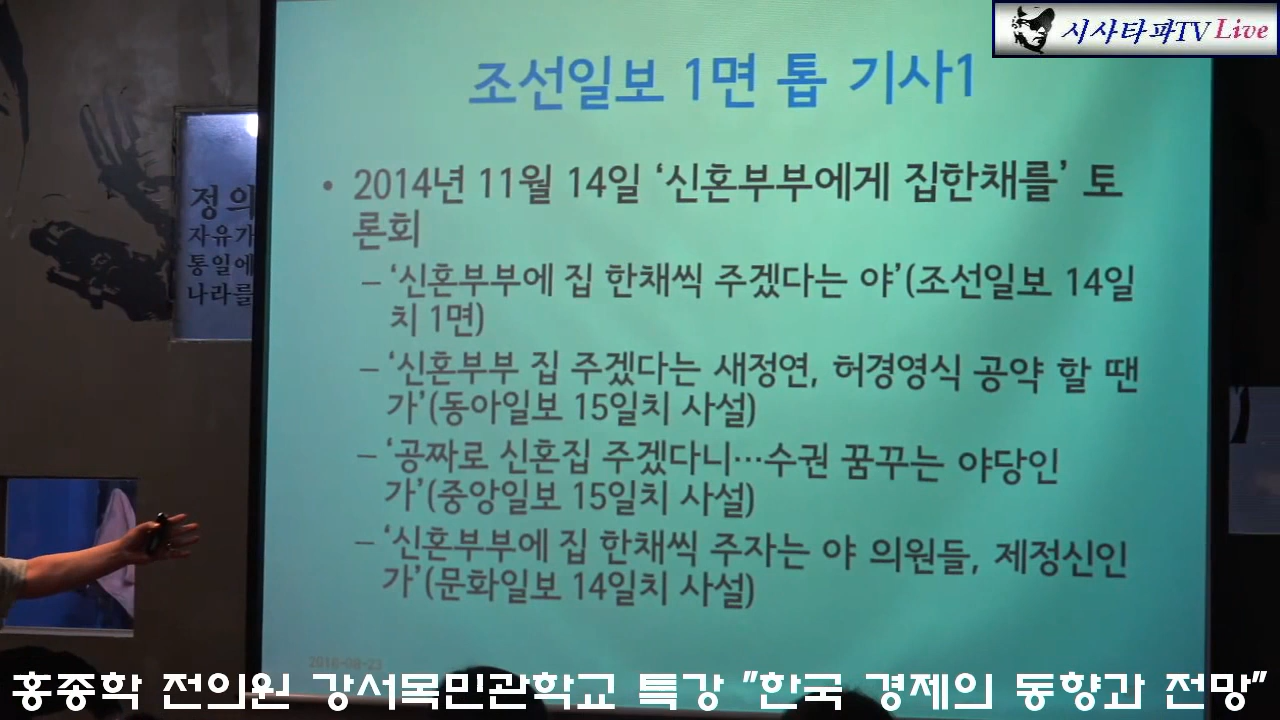 시사타파TV Live
조선일보 1면 톱 기사1
• 2014년 11월 14일 ‘신혼부부에게 집한채를’ 토
론회
– ‘신혼부부에 집 한채씩 주겠다는 야’(조선일보 14일
치 1면)
– ‘신혼부부 집 주겠다는 새정연, 허경영식 공약 할 땐
가’(동아일보 15일치 사설)
– ‘공짜로 신혼집 주겠다니…수권 꿈꾸는 야당인
가’(중앙일보 15일치 사설)
– ‘신혼부부에 집 한채씩 주자는 야 의원들, 제정신인
가’(문화일보 14일치 사설)
2016-08-23
정의
자유가
통일에
나라를
홍종학 전의원 강서목민관학교 특강 "한국 경제의 동향과 전망"